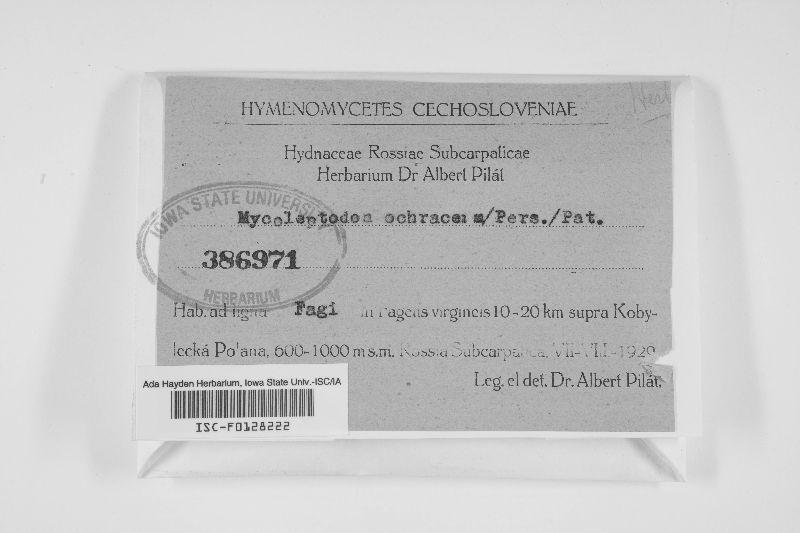 HYMENOMYCETES CECHOSLOVENIAE
Hydnaceae Rossiae Subcarpaticae
Herbarium Dr Albert Pilát
IOWA STATE UNIVERSITY
HERBARIUM
Mycoleptodon ochraceum/Pers./Pat.
386971
Hab. ad ligna Fagi in Fagetis virgineis 10-20 km supra Koby-
lecká Pol'ana, 600-1000 m s.m. Rossia Subcarpatica, VII-VIII-1929
Leg. et det. Dr. Albert Pilát.
Ada Hayden Herbarium, Iowa State Univ.-ISC/IA
ISC-F0128222